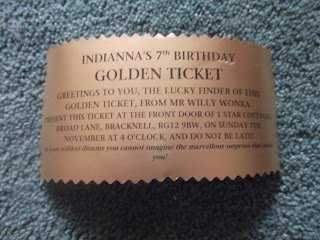 INDIANNA'S 7th BIRTHDAY
GOLDEN TICKET
GREETINGS TO YOU, THE LUCKY FINDER OF THIS
GOLDEN TICKET, FROM MR WILLY WONKA.
PRESENT THIS TICKET AT THE FRONT DOOR OF 1 STAR COTTAGES
BROAD LANE, BRACKNELL, RG12 9BW, ON SUNDAY 7TH
NOVEMBER AT 4 O'CLOCK, AND DO NOT BE LATE!
In your wildest dreams you cannot imagine the marvellous surprises that await
you!